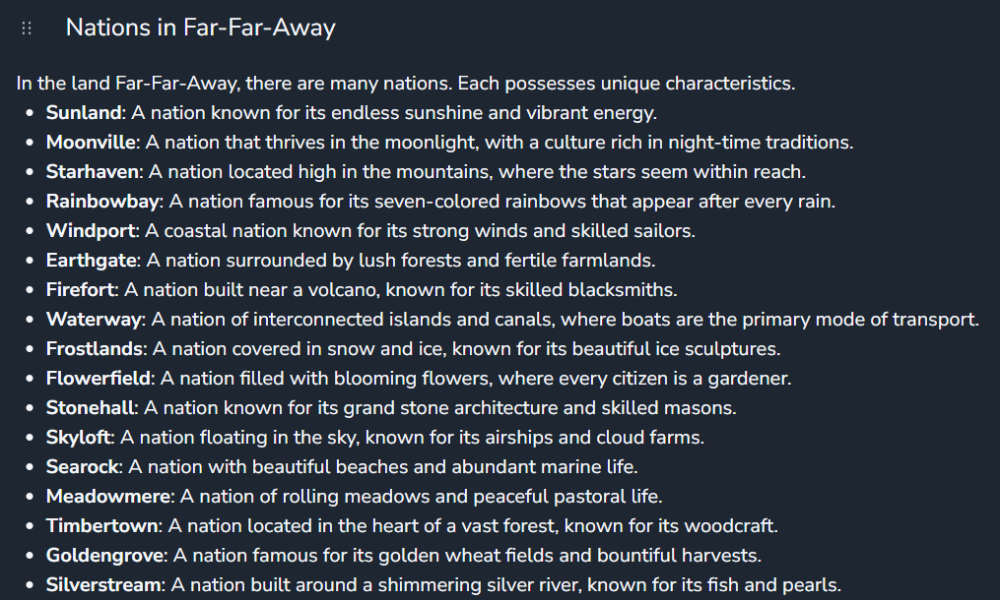 Nations in Far-Far-Away
In the land Far-Far-Away, there are many nations. Each possesses unique characteristics.
• Sunland: A nation known for its endless sunshine and vibrant energy.
• Moonville: A nation that thrives in the moonlight, with a culture rich in night-time traditions.
• Starhaven: A nation located high in the mountains, where the stars seem within reach.
• Rainbowbay: A nation famous for its seven-colored rainbows that appear after every rain.
• Windport: A coastal nation known for its strong winds and skilled sailors.
• Earthgate: A nation surrounded by lush forests and fertile farmlands.
• Firefort: A nation built near a volcano, known for its skilled blacksmiths.
• Waterway: A nation of interconnected islands and canals, where boats are the primary mode of transport.
• Frostlands: A nation covered in snow and ice, known for its beautiful ice sculptures.
• Flowerfield: A nation filled with blooming flowers, where every citizen is a gardener.
• Stonehall: A nation known for its grand stone architecture and skilled masons.
• Skyloft: A nation floating in the sky, known for its airships and cloud farms.
• Searock: A nation with beautiful beaches and abundant marine life.
• Meadowmere: A nation of rolling meadows and peaceful pastoral life.
• Timbertown: A nation located in the heart of a vast forest, known for its woodcraft.
• Goldengrove: A nation famous for its golden wheat fields and bountiful harvests.
• Silverstream: A nation built around a shimmering silver river, known for its fish and pearls.